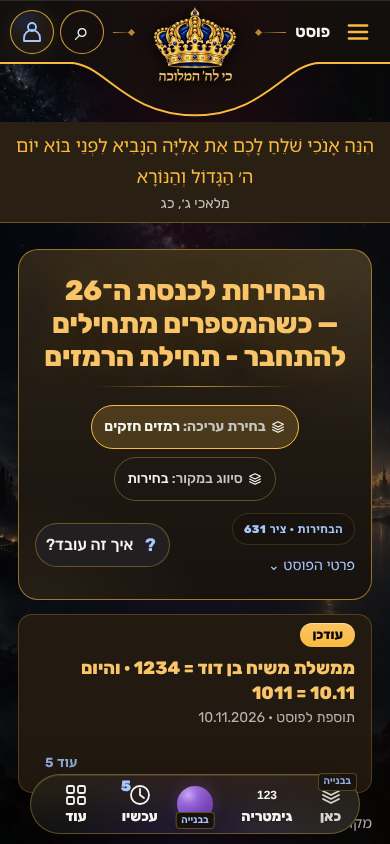 פוסט
כי לה' המלוכה
הִנֵּה אָנֹכִי שֹׁלֵחַ לָכֶם אֵת אֵלִיָּה הַנָּבִיא לִפְנֵי בּוֹא יוֹם
ה׳ הַגָּדוֹל וְהַנּוֹרָא
מלאכי ג׳, כג
הבחירות לכנסת ה־26
— כשהמספרים מתחילים
להתחבר - תחילת הרמזים
בחירת עריכה: רמזים חזקים
סיווג במקור: בחירות
הבחירות • ציר 631
פרטי הפוסט
? איך זה עובד?
עודכן
ממשלת משיח בן דוד = 1234 • והיום
10.11 = 1011
תוספת לפוסט • 10.11.2026
עוד 5
בבנייה
כאן
123
גימטריה
בבנייה
5
עכשיו
עוד